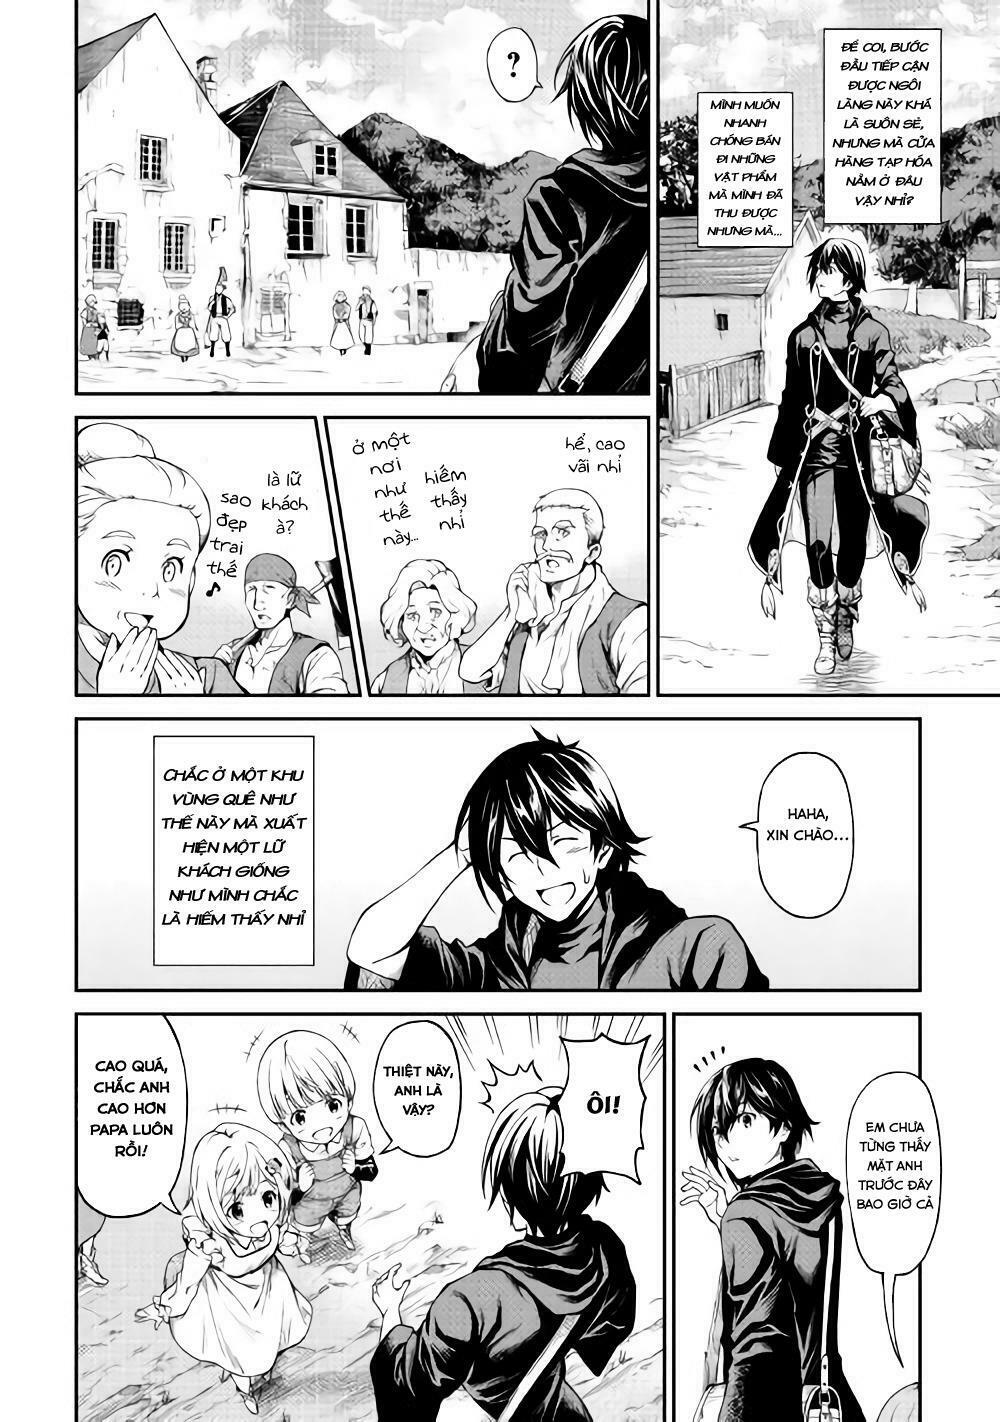 ĐỂ COI, BƯỚC
ĐẦU TIẾP CẬN
ĐƯỢC NGÔI
LÀNG NÀY KHÁ
LÀ SUÔN SẺ,
NHƯNG MÀ CỬA
HÀNG TẠP HÓA
NẰM Ở ĐÂU
VẬY NHỈ?
MÌNH MUỐN
NHANH
CHÓNG BÁN
ĐI NHỮNG
VẬT PHẨM
MÀ MÌNH ĐÃ
THU ĐƯỢC
NHƯNG MÀ...
?
hể, cao
vãi nhỉ
hiếm
thấy
nhỉ
ở một
nơi
như
thế
này...
là lữ
khách
à?
sao
đẹp
trai
thế
♪
HAHA,
XIN CHÀO...
CHẮC Ở MỘT KHU
VÙNG QUÊ NHƯ
THẾ NÀY MÀ XUẤT
HIỆN MỘT LỮ
KHÁCH GIỐNG
NHƯ MÌNH CHẮC
LÀ HIẾM THẤY NHỈ
EM CHƯA
TỪNG THẤY
MẶT ANH
TRƯỚC ĐÂY
BAO GIỜ CẢ
ÔI!
THIỆT NÀY,
ANH LÀ
VẬY?
CAO QUÁ,
CHẮC ANH
CAO HƠN
PAPA LUÔN
RỒI!